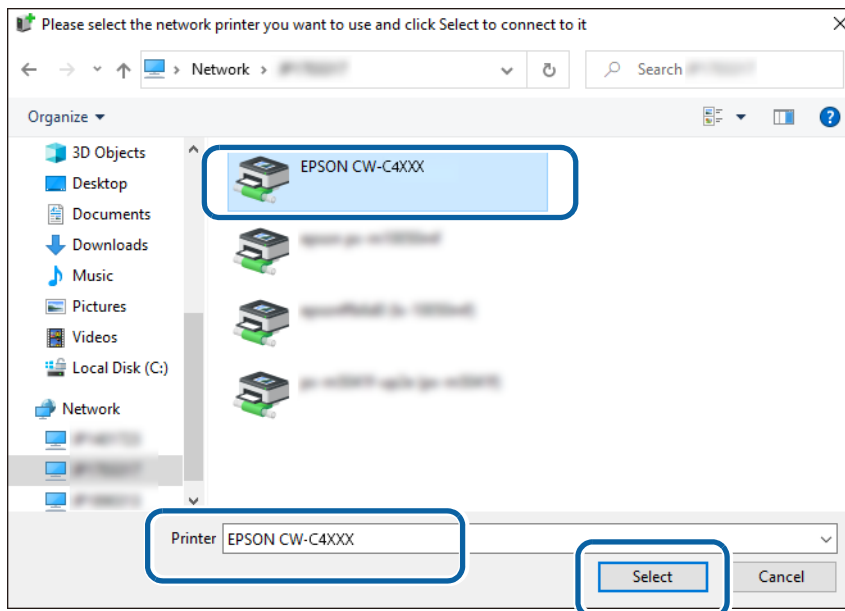 Please select the network printer you want to use and click Select to connect to it
Network
Search
Organize
3D Objects
Desktop
Documents
Downloads
Music
Pictures
Videos
Local Disk (C:)
Network
EPSON CW-C4XXX
Printer EPSON CW-C4XXX
Select Cancel